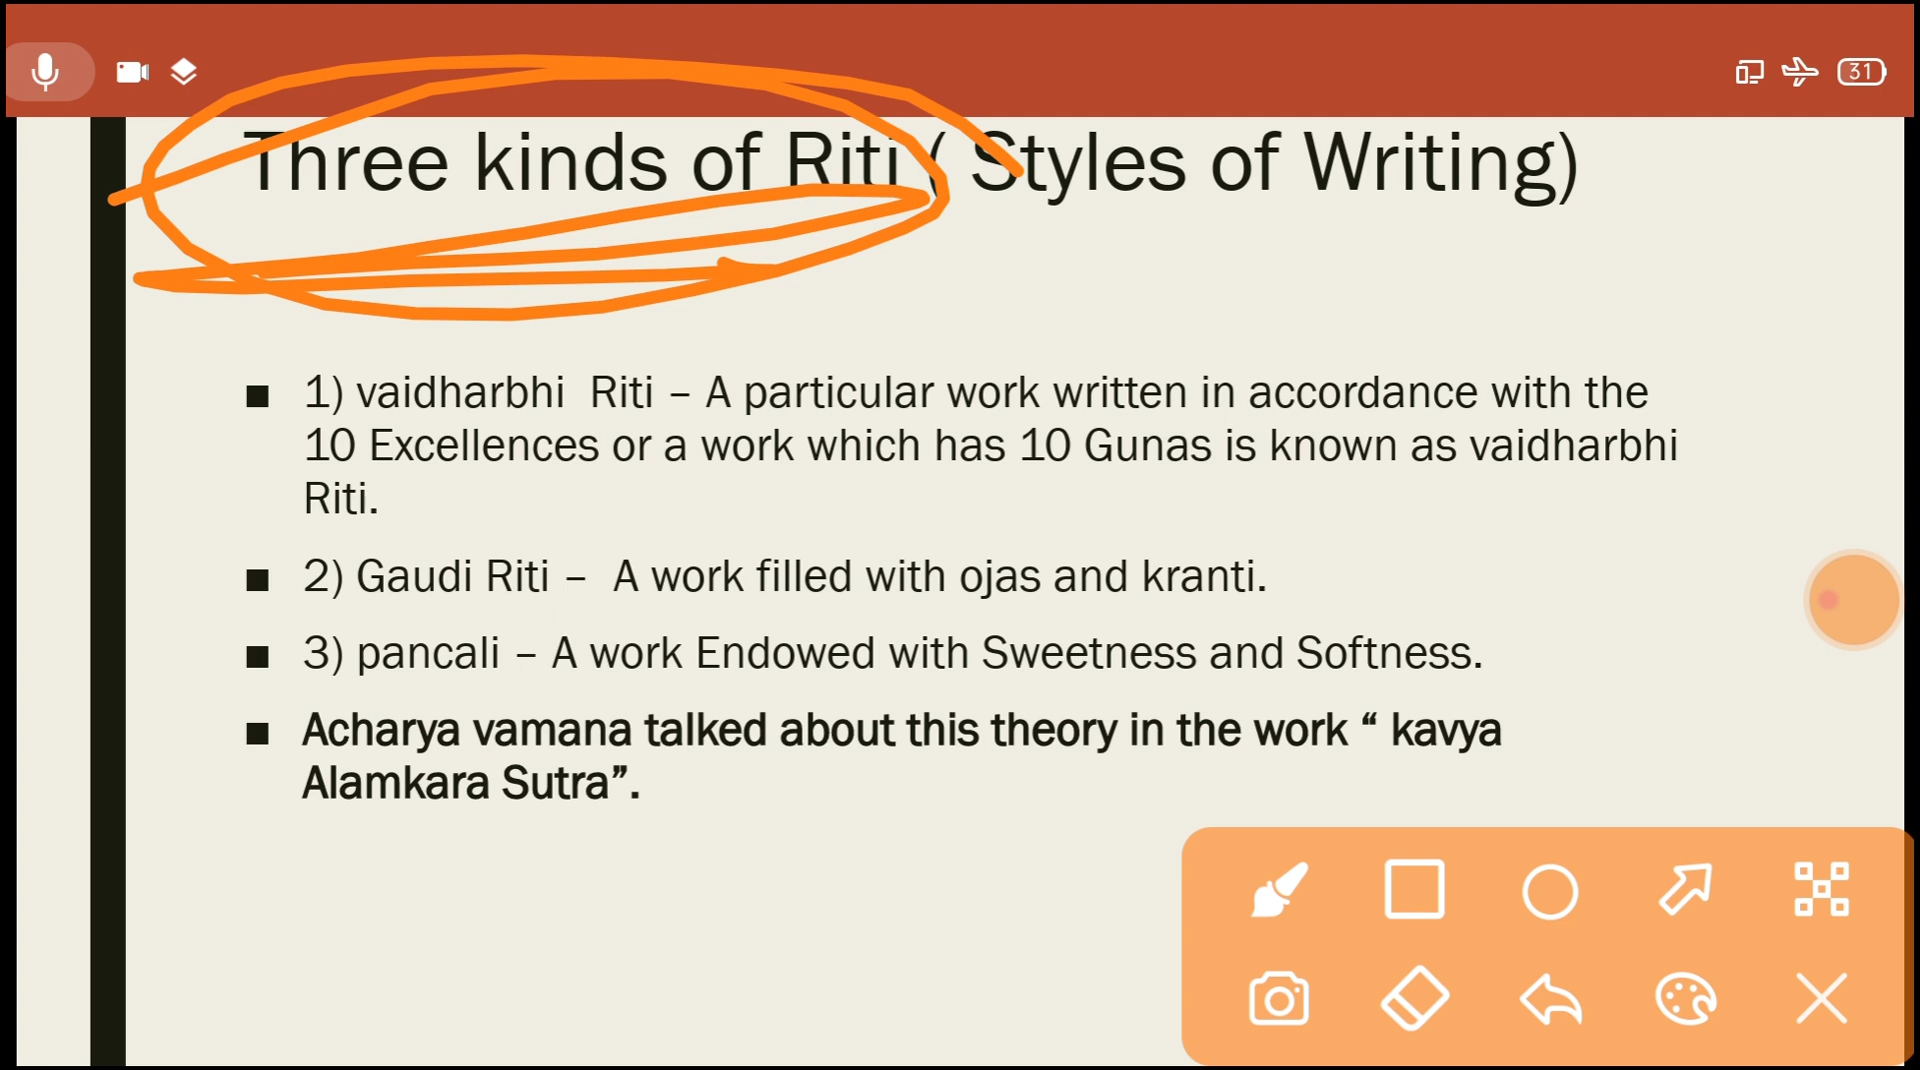 31
Three kinds of Riti ( Styles of Writing)
■ 1) vaidharbhi Riti – A particular work written in accordance with the
10 Excellences or a work which has 10 Gunas is known as vaidharbhi
Riti.
■ 2) Gaudi Riti – A work filled with ojas and kranti.
■ 3) pancali – A work Endowed with Sweetness and Softness.
■ Acharya vamana talked about this theory in the work “ kavya
Alamkara Sutra”.